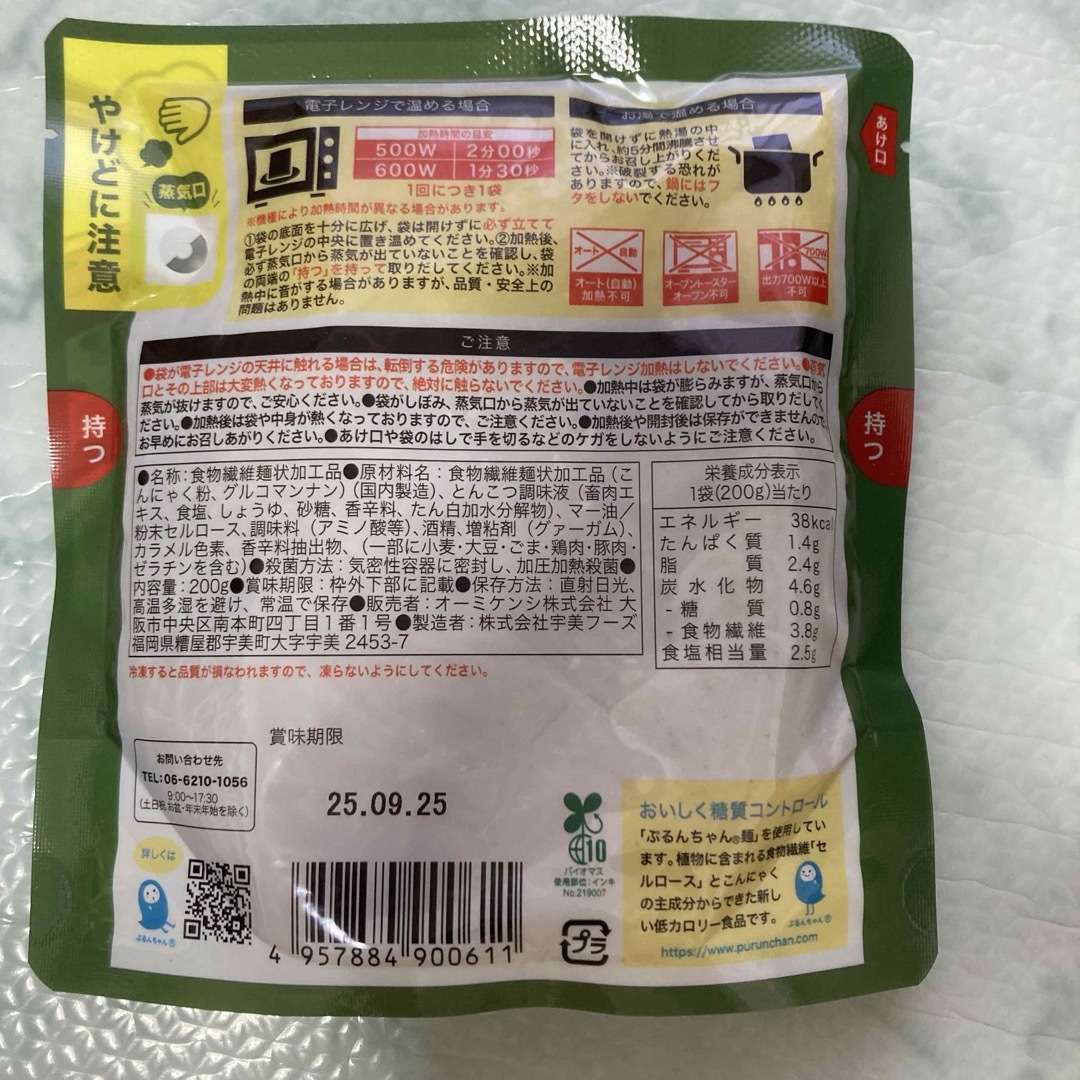 やけどに注意
蒸気口
電子レンジで温める場合
加熱時間の目安
500W 2分00秒
600W 1分30秒
1回につき1袋
※機種により加熱時間が異なる場合があります。
①袋の底面を十分に広げ、袋は開けずに必ず立てて
電子レンジの中央に置き温めてください。②加熱後、
必ず蒸気口から蒸気が出ていないことを確認し、袋
の両端の「持つ」を持って取りだしてください。※加
熱中に音がする場合がありますが、品質・安全上の
問題はありません。
お湯で温める場合
袋を開けずに熱湯の中
に入れ、約5分間沸騰させ
てからお召し上がりくだ
さい。※破裂する恐れが
ありますので、鍋にはフ
タをしないでください。
あけ口
オート 自動
オート(自動)
加熱不可
オーブントースター
オーブン不可
700W
出力700W以上
不可
ご注意
●袋が電子レンジの天井に触れる場合は、転倒する危険がありますので、電子レンジ加熱はしないでください。●蒸気
口とその上部は大変熱くなっておりますので、絶対に触らないでください。●加熱中は袋が膨らみますが、蒸気口から
蒸気が抜けますので、ご安心ください。●袋がしぼみ、蒸気口から蒸気が出ていないことを確認してから取りだしてく
ださい。●加熱後は袋や中身が熱くなっておりますので、ご注意ください。●加熱後や開封後は保存ができませんので
お早めにお召しあがりください。●あけ口や袋のはしで手を切るなどのケガをしないようにご注意ください。
持つ
持つ
●名称:食物繊維麺状加工品●原材料名:食物繊維麺状加工品(こ
んにゃく粉、グルコマンナン)(国内製造)、とんこつ調味液(畜肉エ
キス、食塩、しょうゆ、砂糖、香辛料、たん白加水分解物)、マー油/
粉末セルロース、調味料(アミノ酸等)、酒精、増粘剤(グァーガム)、
カラメル色素、香辛料抽出物、(一部に小麦・大豆・ごま・鶏肉・豚肉・
ゼラチンを含む)●殺菌方法:気密性容器に密封し、加圧加熱殺菌●
内容量:200g●賞味期限:枠外下部に記載●保存方法:直射日光、
高温多湿を避け、常温で保存●販売者:オーミケンシ株式会社 大
阪市中央区南本町四丁目1番1号●製造者:株式会社宇美フーズ
福岡県糟屋郡宇美町大字宇美 2453-7
栄養成分表示
1袋(200g)当たり
エネルギー 38kcal
たんぱく質 1.4g
脂質 2.4g
炭水化物 4.6g
- 糖質 0.8g
- 食物繊維 3.8g
食塩相当量 2.5g
冷凍すると品質が損なわれますので、凍らないようにしてください。
賞味期限
25.09.25
お問い合わせ先
TEL:06-6210-1056
9:00～17:30
(土日祝、お盆・年末年始を除く)
詳しくは
ぷるんちゃん®
4 957884 900611
10
バイオマス
使用部位:インキ
No.219007
プラ
おいしく糖質コントロール
「ぷるんちゃん®麺」を使用してい
ます。植物に含まれる食物繊維「セ
ルロース」とこんにゃく
の主成分からできた新し
い低カロリー食品です。
ぷるんちゃん®
https://www.purunchan.com